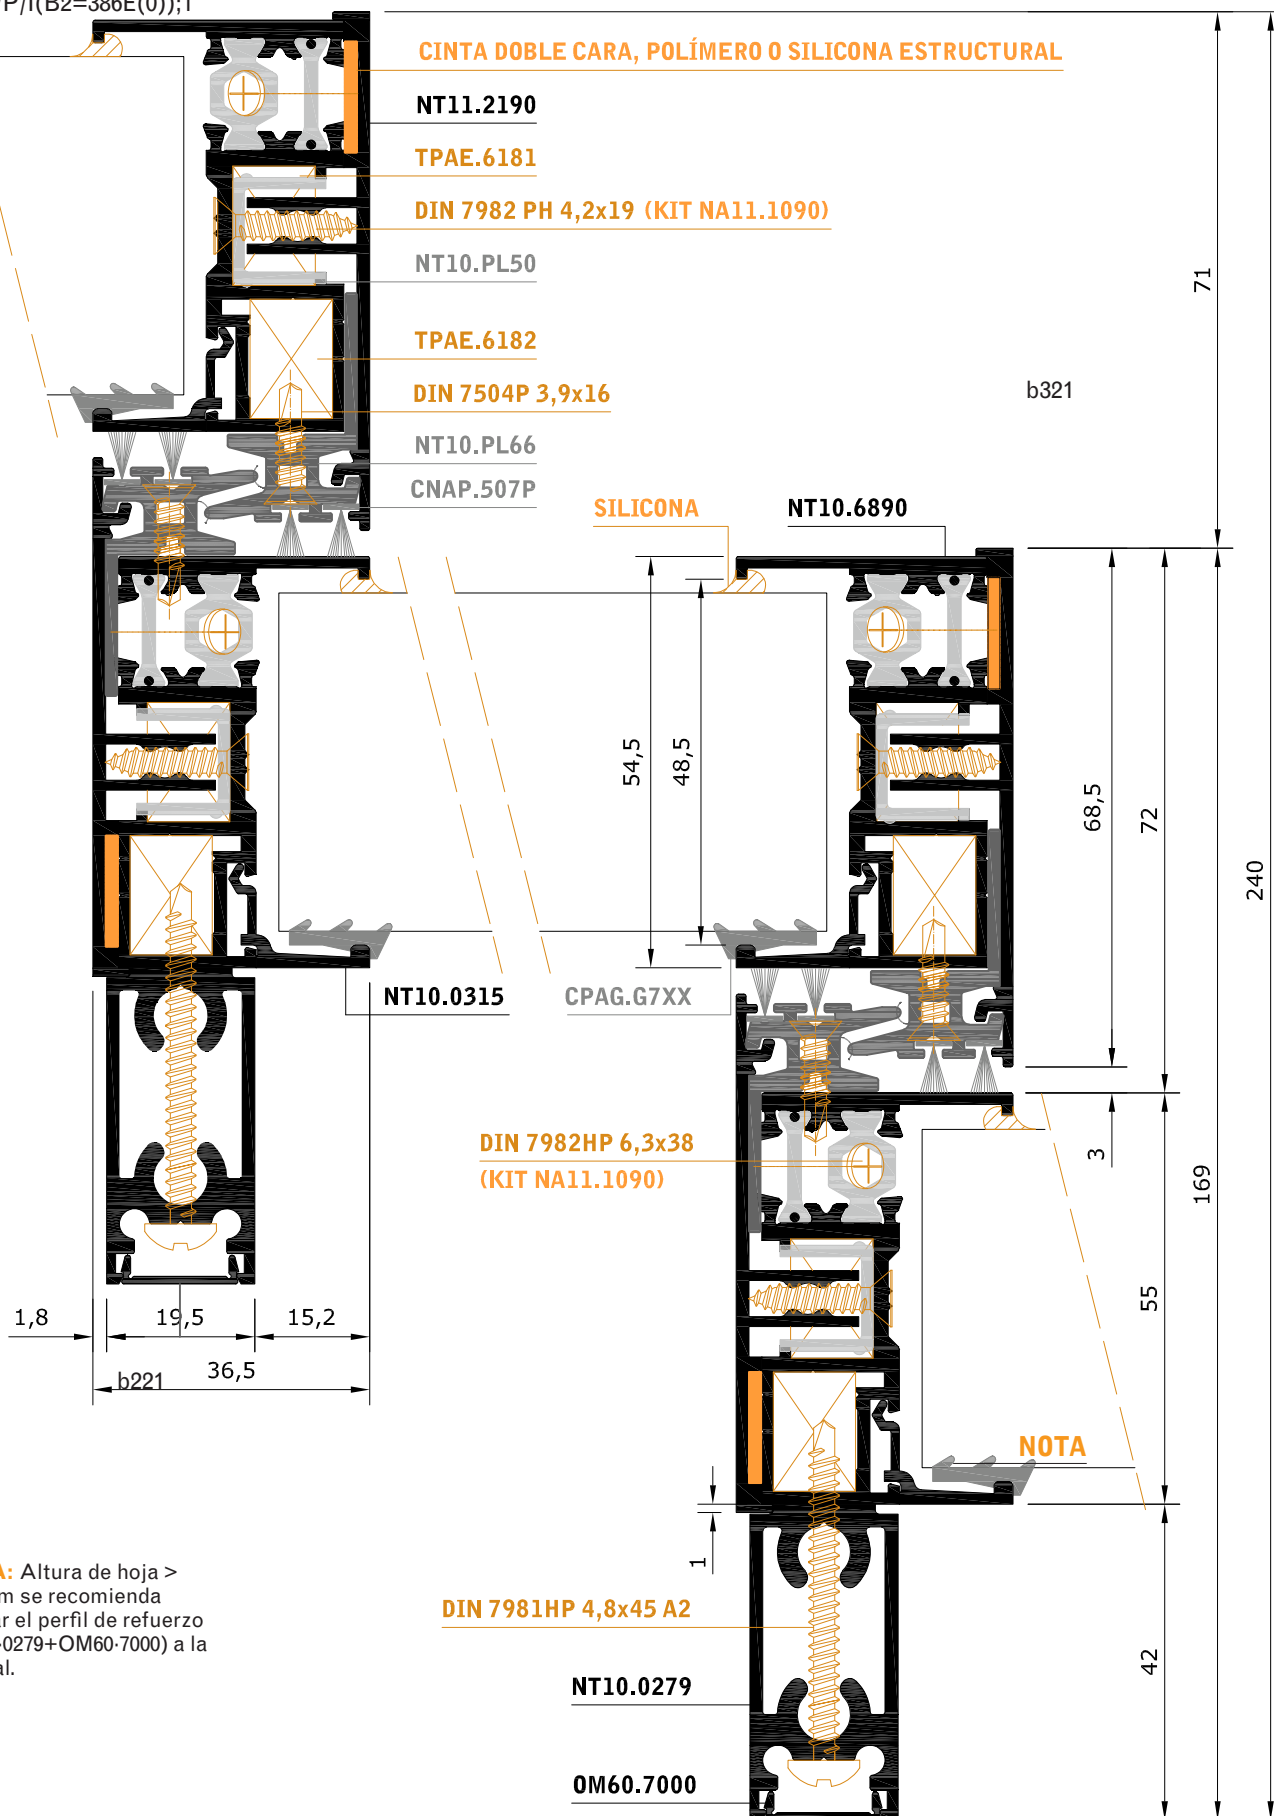 CINTA DOBLE CARA, POLÍMERO O SILICONA ESTRUCTURAL
NT11.2190
TPAE.6181
DIN 7982 PH 4,2x19 (KIT NA11.1090)
NT10.PL50
71
TPAE.6182
DIN 7504P 3,9x16
b321
NT10.PL66
CNAP.507P
SILICONA
NT10.6890
54,5
48,5
68,5
72
240
NT10.0315
CPAG.G7XX
DIN 7982HP 6,3x38
(KIT NA11.1090)
3
169
55
1,8
19,5
15,2
36,5
b221
NOTA
1
: Altura de hoja >
se recomienda
el perfil de refuerzo
0279+OM60·7000) a la
DIN 7981HP 4,8x45 A2
42
NT10.0279
OM60.7000